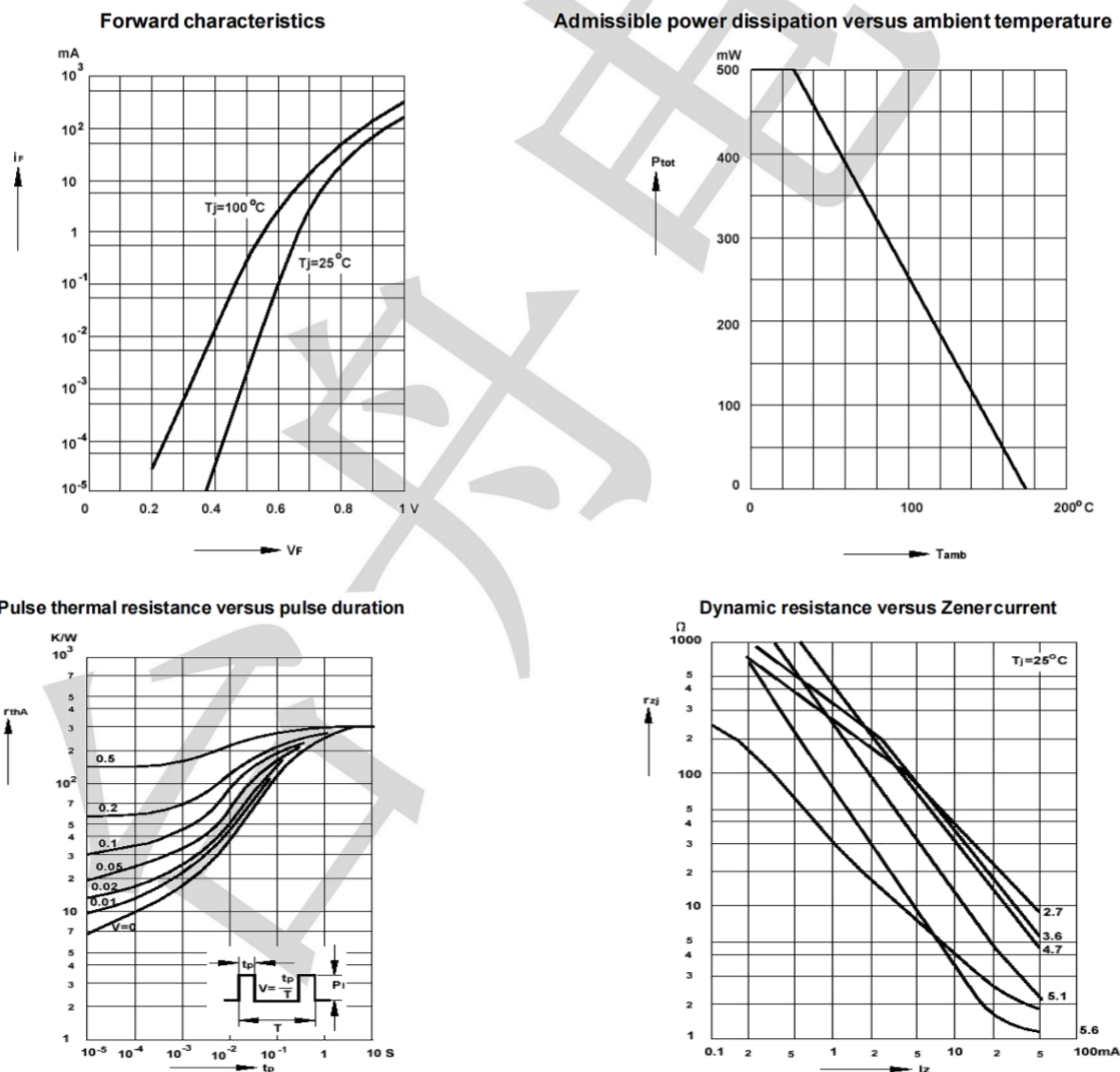 Forward characteristics
mA
10³
10²
10
1
10⁻¹
10⁻²
10⁻³
10⁻⁴
10⁻⁵
iF
Tj=100°C
Tj=25°C
0 0.2 0.4 0.6 0.8 1 V
VF
Admissible power dissipation versus ambient temperature
mW
500
400
300
200
100
0
Ptot
0 100 200°C
Tamb
Pulse thermal resistance versus pulse duration
K/W
10³
7
5
4
3
2
10²
7
5
4
3
2
10
7
5
4
3
2
1
rthA
0.5
0.2
0.1
0.05
0.02
0.01
V=0
tp
V= tp/T
PI
T
10⁻⁵ 10⁻⁴ 10⁻³ 10⁻² 10⁻¹ 1 10 S
tp
Dynamic resistance versus Zener current
Ω
1000
5
4
3
2
100
5
4
3
2
10
5
4
3
2
1
rzj
Tj=25°C
2.7
3.6
4.7
5.1
5.6
0.1 2 5 1 2 5 10 2 5 100mA
Iz